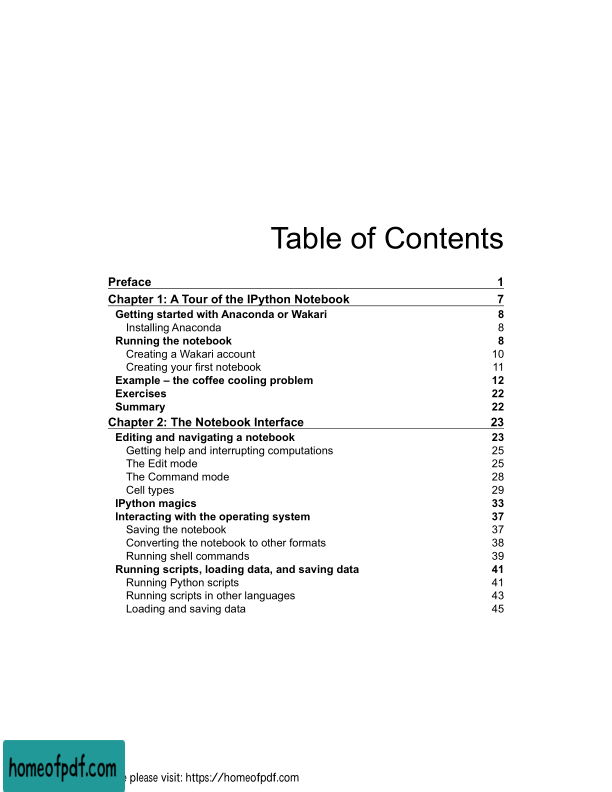 Table of Contents
Preface 1
Chapter 1: A Tour of the IPython Notebook 7
Getting started with Anaconda or Wakari 8
Installing Anaconda 8
Running the notebook 8
Creating a Wakari account 10
Creating your first notebook 11
Example – the coffee cooling problem 12
Exercises 22
Summary 22
Chapter 2: The Notebook Interface 23
Editing and navigating a notebook 23
Getting help and interrupting computations 25
The Edit mode 25
The Command mode 28
Cell types 29
IPython magics 33
Interacting with the operating system 37
Saving the notebook 37
Converting the notebook to other formats 38
Running shell commands 39
Running scripts, loading data, and saving data 41
Running Python scripts 41
Running scripts in other languages 43
Loading and saving data 45
homeofpdf.com
please visit: https://homeofpdf.com